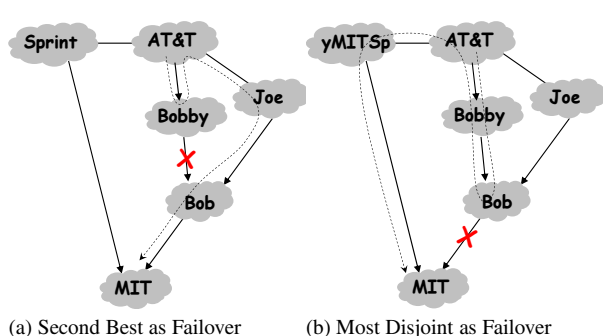 Sprint AT&T
Joe
Bobby
Bob
MIT
(a) Second Best as Failover
yMITSp AT&T
Joe
Bobby
Bob
MIT
(b) Most Disjoint as Failover